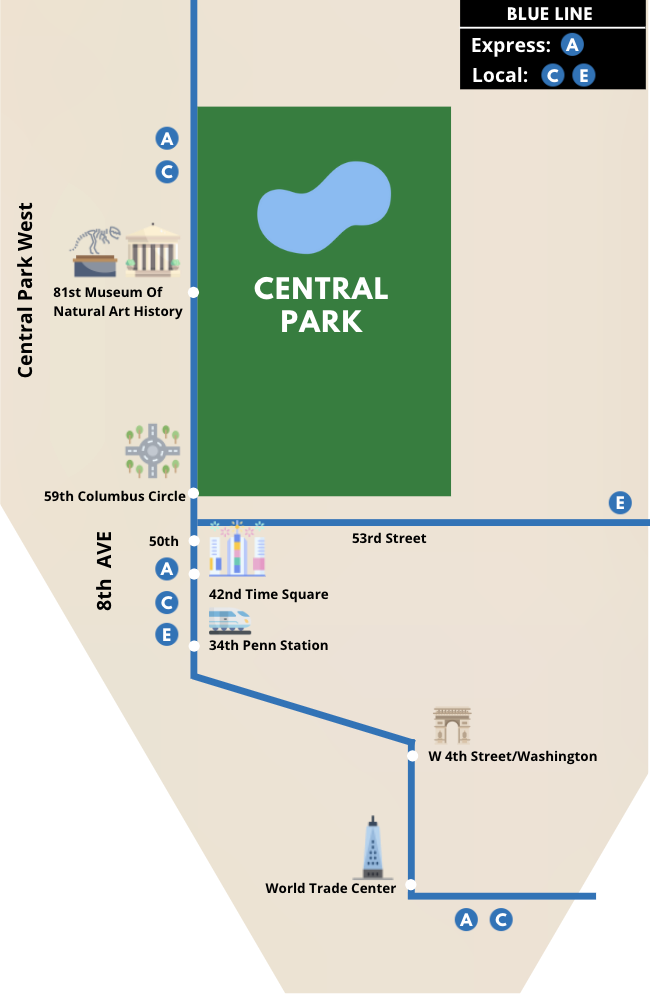 BLUE LINE
Express: A
Local: C E
A
C
CENTRAL
PARK
Central Park West
81st Museum Of
Natural Art History
59th Columbus Circle
E
53rd Street
8th AVE
50th
A
C
E
42nd Time Square
34th Penn Station
W 4th Street/Washington
World Trade Center
A C